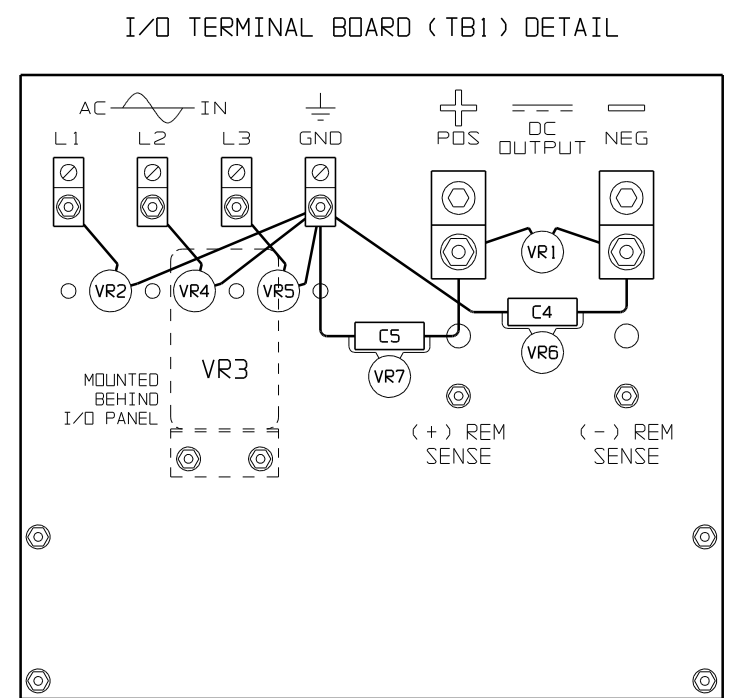 I/O TERMINAL BOARD (TB1) DETAIL
AC IN
L1 L2 L3 GND POS DC OUTPUT NEG
VR1
VR2 VR4 VR5
C4
C5
VR6
VR3
VR7
MOUNTED
BEHIND
I/O PANEL
(+) REM
SENSE
(-) REM
SENSE